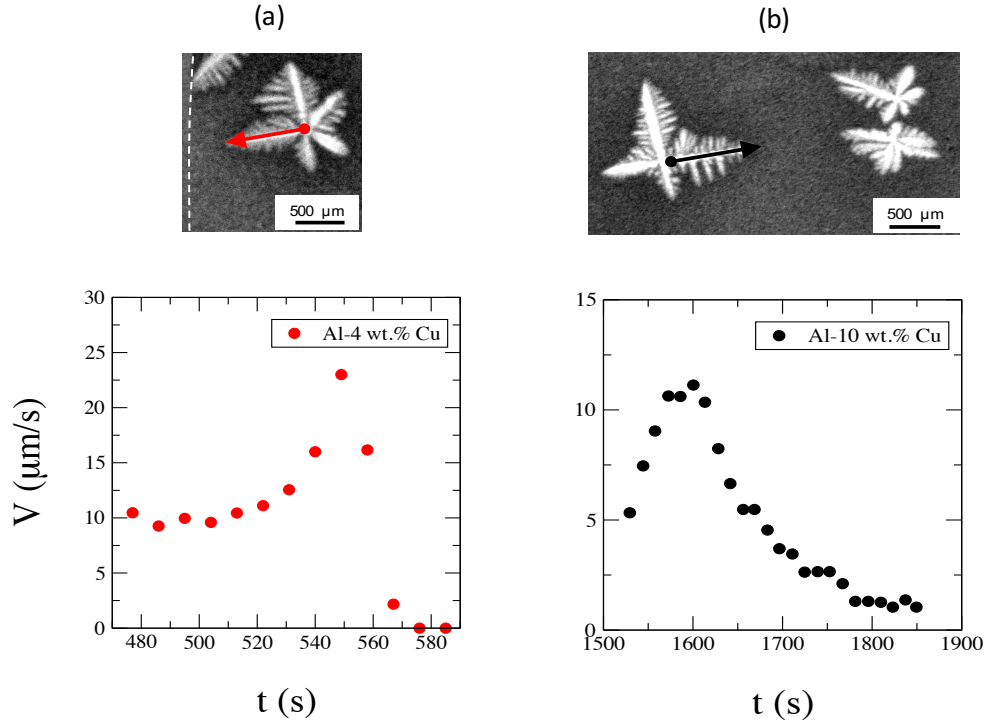 (a)
(b)
500 μm
500 μm
30
25
20
15
10
5
0
Al-4 wt.% Cu
480 500 520 540 560 580
V (μm/s)
t (s)
15
10
5
0
Al-10 wt.% Cu
1500 1600 1700 1800 1900
t (s)